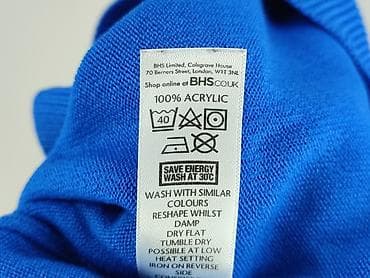 BHS Limited, Colegrave House
70 Berners Street, London, W1T 3NL
Shop online at BHS.CO.UK
100% ACRYLIC
40
SAVE ENERGY
WASH AT 30°C
WASH WITH SIMILAR
COLOURS
RESHAPE WHILST
DAMP
DRY FLAT
TUMBLE DRY
POSSIBLE AT LOW
HEAT SETTING
IRON ON REVERSE
SIDE